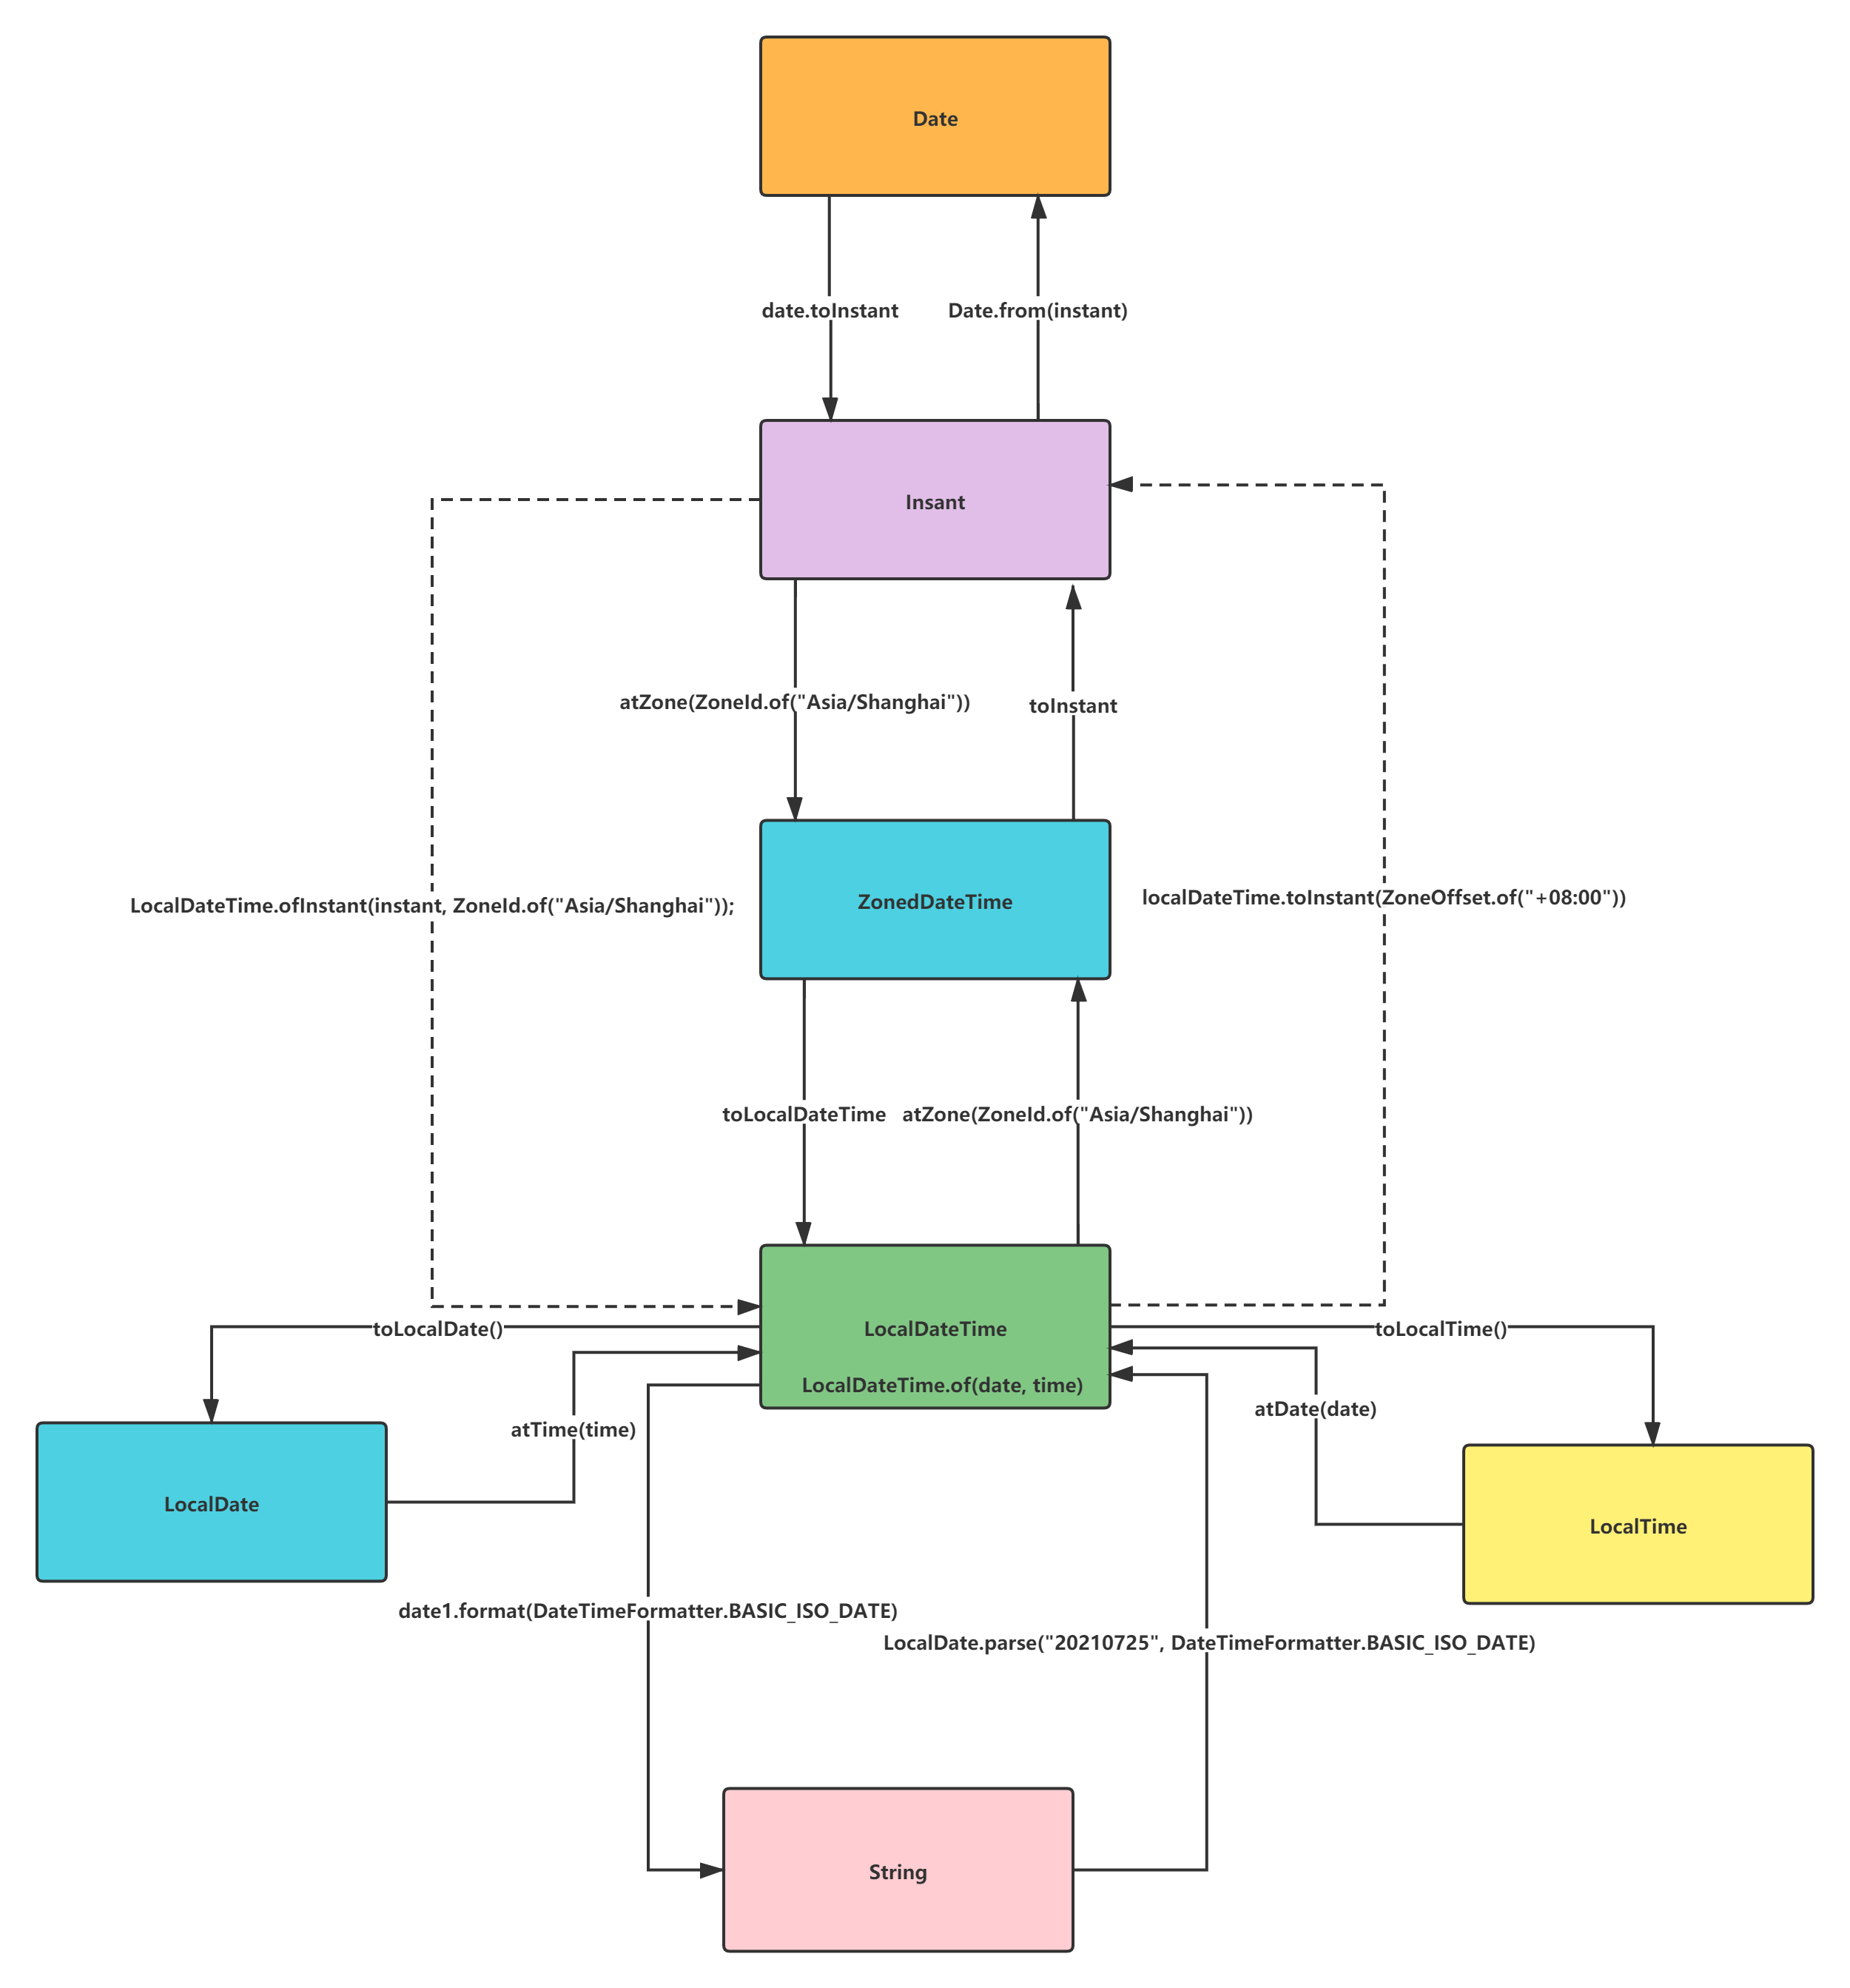 Date
date.toInstant
Date.from(instant)
Insant
atZone(ZoneId.of("Asia/Shanghai"))
toInstant
LocalDateTime.ofInstant(instant, ZoneId.of("Asia/Shanghai"));
ZonedDateTime
localDateTime.toInstant(ZoneOffset.of("+08:00"))
toLocalDateTime
atZone(ZoneId.of("Asia/Shanghai"))
toLocalDate()
LocalDateTime
toLocalTime()
LocalDateTime.of(date, time)
atTime(time)
atDate(date)
LocalDate
LocalTime
date1.format(DateTimeFormatter.BASIC_ISO_DATE)
LocalDate.parse("20210725", DateTimeFormatter.BASIC_ISO_DATE)
String